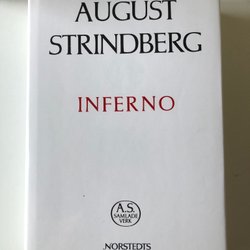 AUGUST
STRINDBERG
INFERNO
A.S.
SAMLADE
VERK
NORSTEDTS